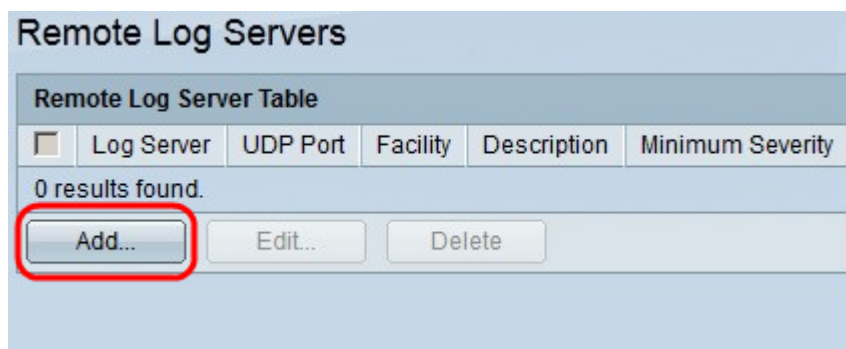 Remote Log Servers
Remote Log Server Table
Log Server UDP Port Facility Description Minimum Severity
0 results found.
Add... Edit... Delete